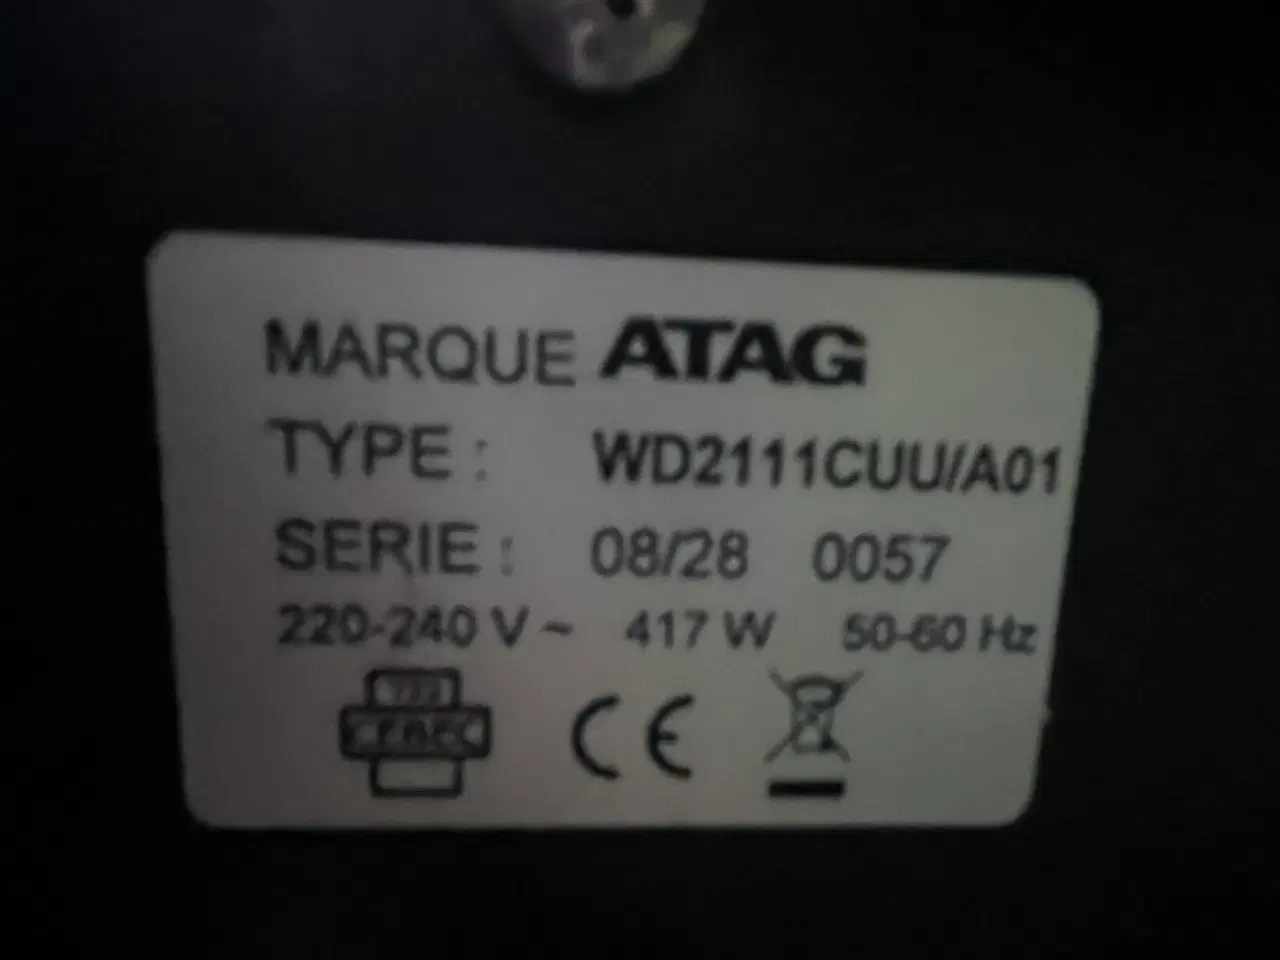 MARQUE ATAG
TYPE : WD2111CUU/A01
SERIE : 08/28 0057
220-240 V ~ 417 W 50-60 Hz
CE